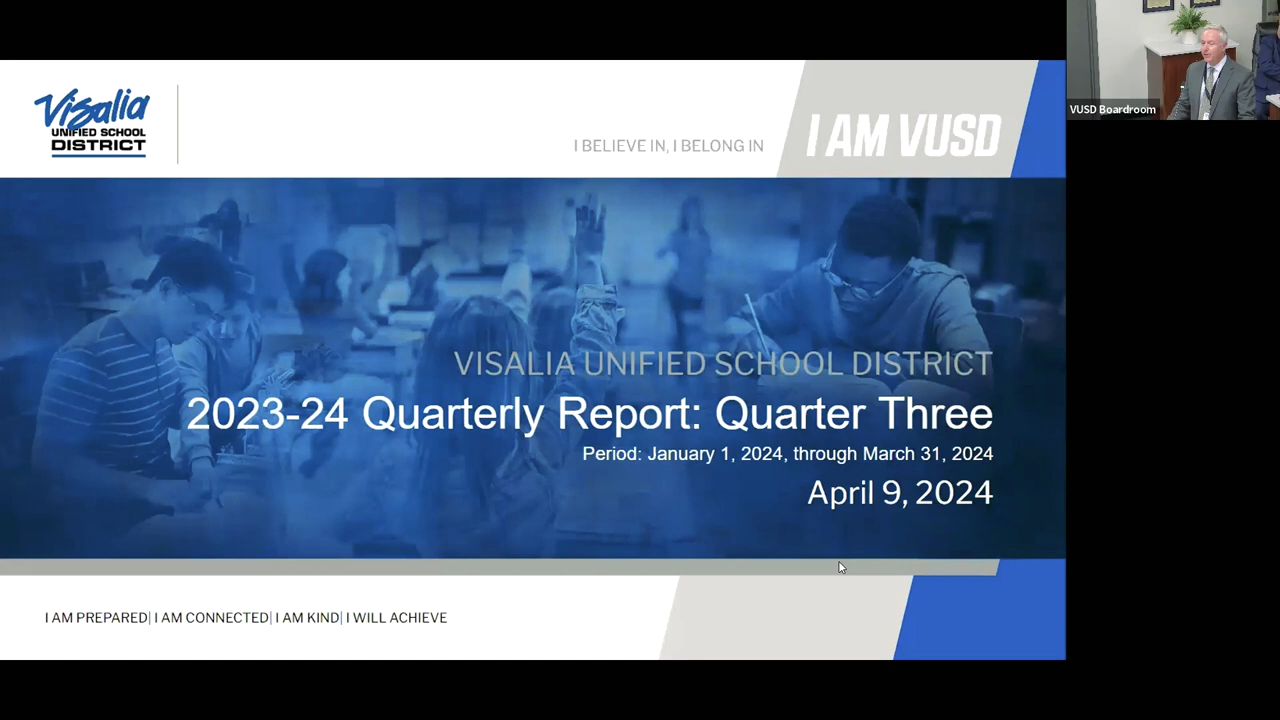 Visalia
UNIFIED SCHOOL
DISTRICT
I BELIEVE IN, I BELONG IN
I AM VUSD
VUSD Boardroom
VISALIA UNIFIED SCHOOL DISTRICT
2023-24 Quarterly Report: Quarter Three
Period: January 1, 2024, through March 31, 2024
April 9, 2024
I AM PREPARED| I AM CONNECTED| I AM KIND| I WILL ACHIEVE